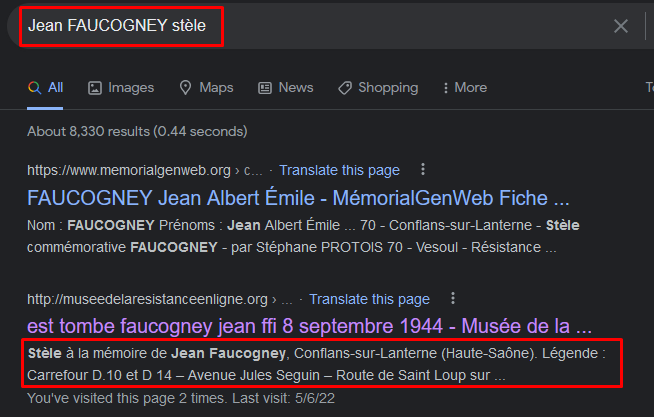 Jean FAUCOGNEY stèle
All Images Maps News Shopping More
About 8,330 results (0.44 seconds)
https://www.memorialgenweb.org › c... · Translate this page
FAUCOGNEY Jean Albert Émile - MémorialGenWeb Fiche ...
Nom : FAUCOGNEY Prénoms : Jean Albert Émile ... 70 - Conflans-sur-Lanterne - Stèle
commémorative FAUCOGNEY - par Stéphane PROTOIS 70 - Vesoul - Résistance ...
http://museedelaresistanceenligne.org › ... · Translate this page
est tombe faucogney jean ffi 8 septembre 1944 - Musée de la ...
Stèle à la mémoire de Jean Faucogney, Conflans-sur-Lanterne (Haute-Saône). Légende :
Carrefour D.10 et D 14 – Avenue Jules Seguin – Route de Saint Loup sur ...
You've visited this page 2 times. Last visit: 5/6/22